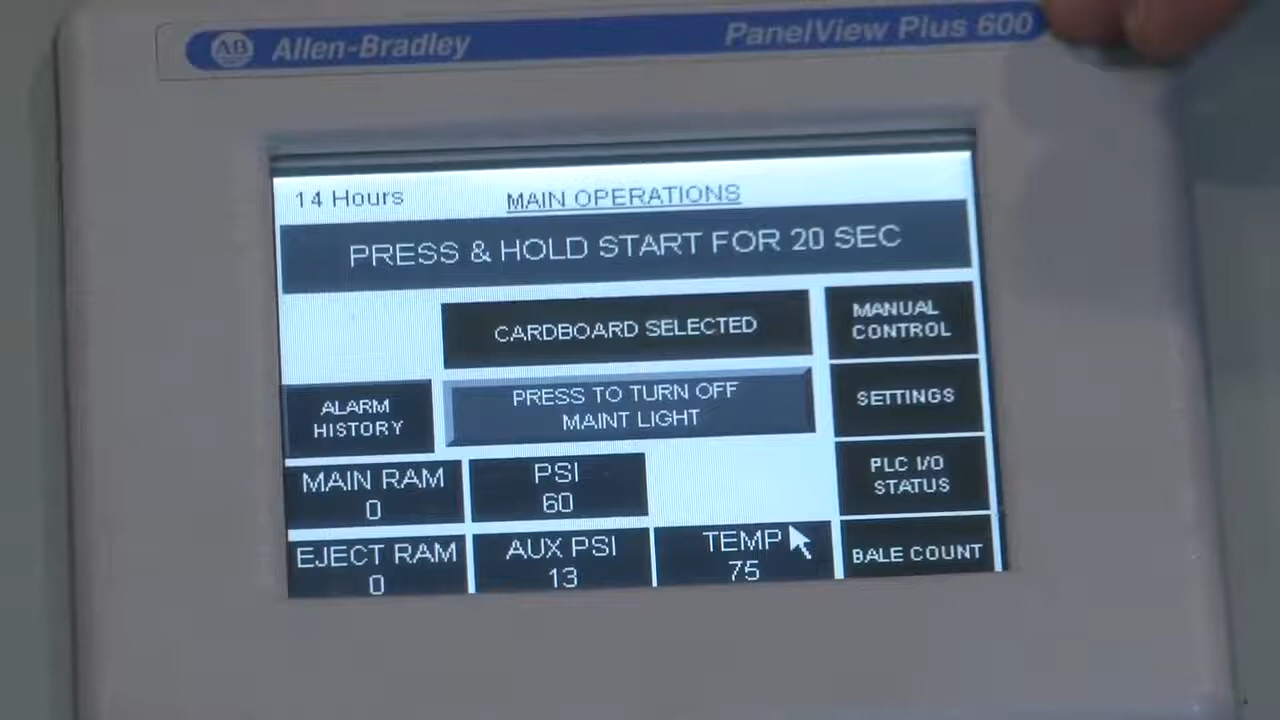 AB Allen-Bradley
PanelView Plus 600
14 Hours
MAIN OPERATIONS
PRESS & HOLD START FOR 20 SEC
CARDBOARD SELECTED
MANUAL
CONTROL
PRESS TO TURN OFF
MAINT LIGHT
SETTINGS
ALARM
HISTORY
PLC I/O
STATUS
MAIN RAM
0
PSI
60
EJECT RAM
0
AUX PSI
13
TEMP
75
BALE COUNT